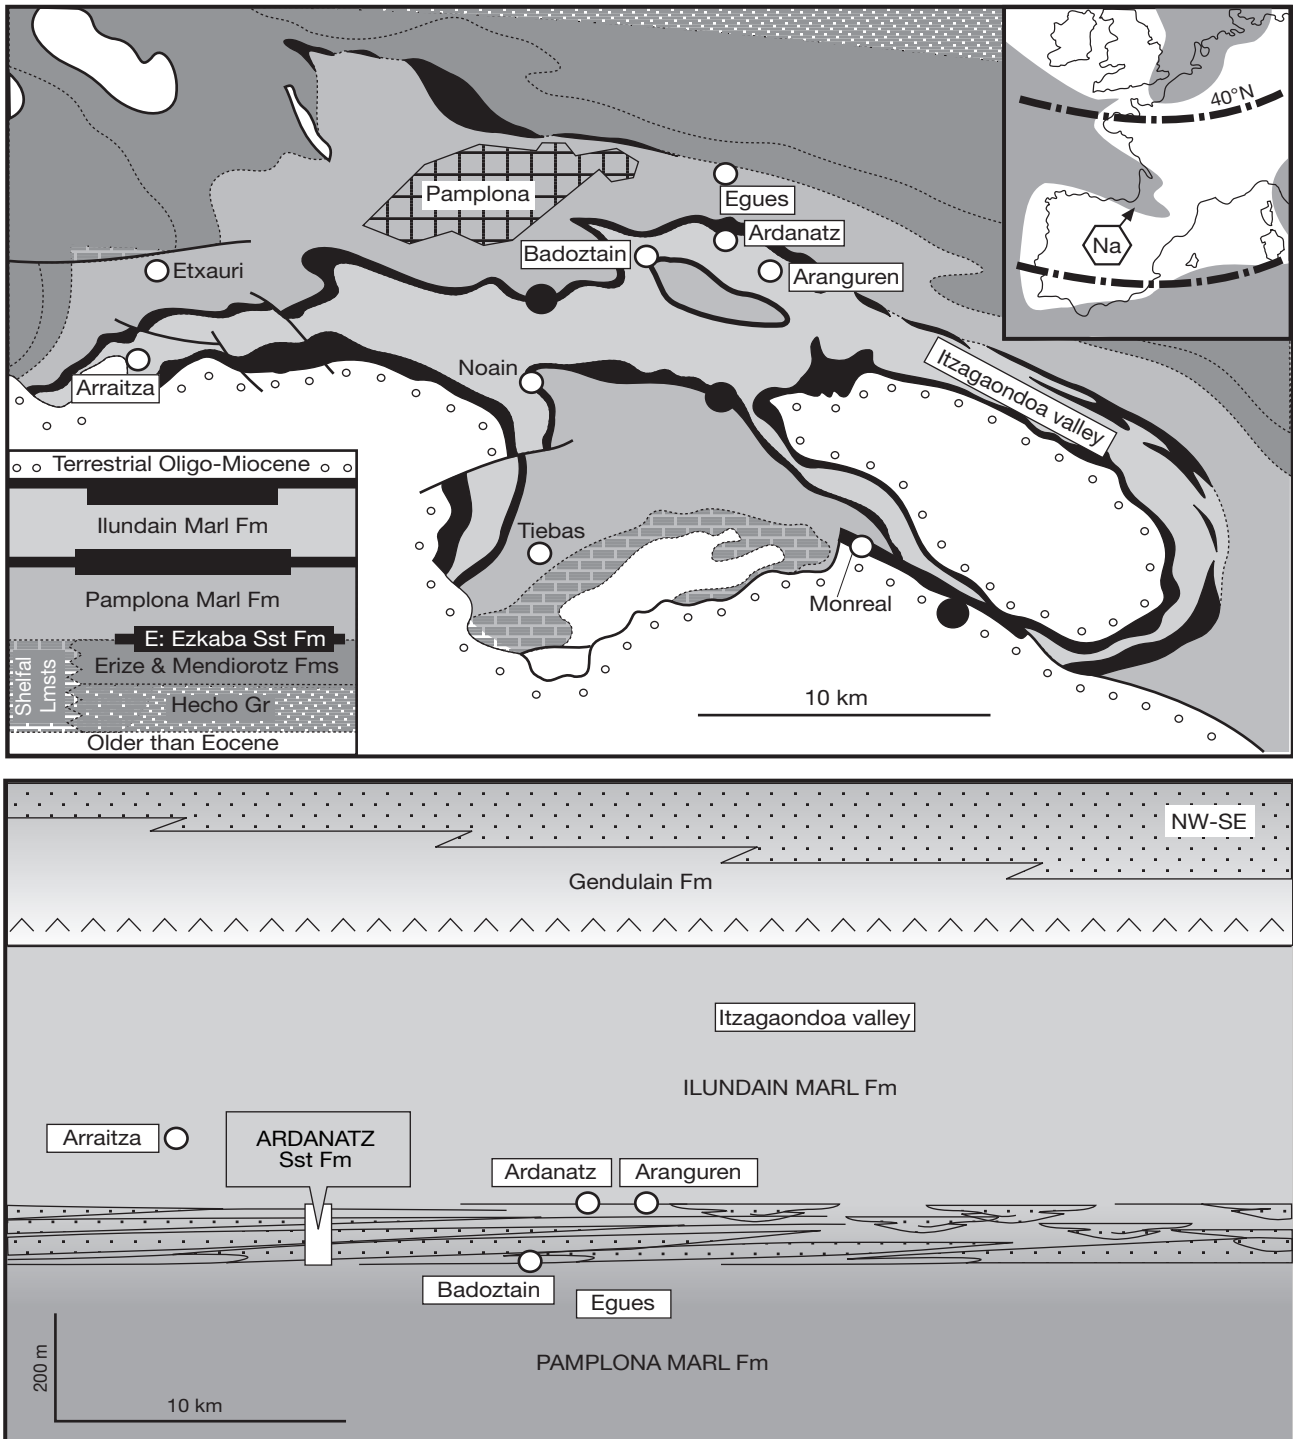 40°N
Na
Pamplona
Egues
Ardanatz
Badoztain
Aranguren
Etxauri
Itzagaondoa valley
Noain
Arraitza
Tiebas
Monreal
10 km
Terrestrial Oligo-Miocene
Ilundain Marl Fm
Pamplona Marl Fm
E: Ezkaba Sst Fm
Erize & Mendiorotz Fms
Shelfal
Lmsts
Hecho Gr
Older than Eocene
NW-SE
Gendulain Fm
Itzagaondoa valley
ILUNDAIN MARL Fm
Arraitza
ARDANATZ
Sst Fm
Ardanatz
Aranguren
Badoztain
Egues
PAMPLONA MARL Fm
200 m
10 km